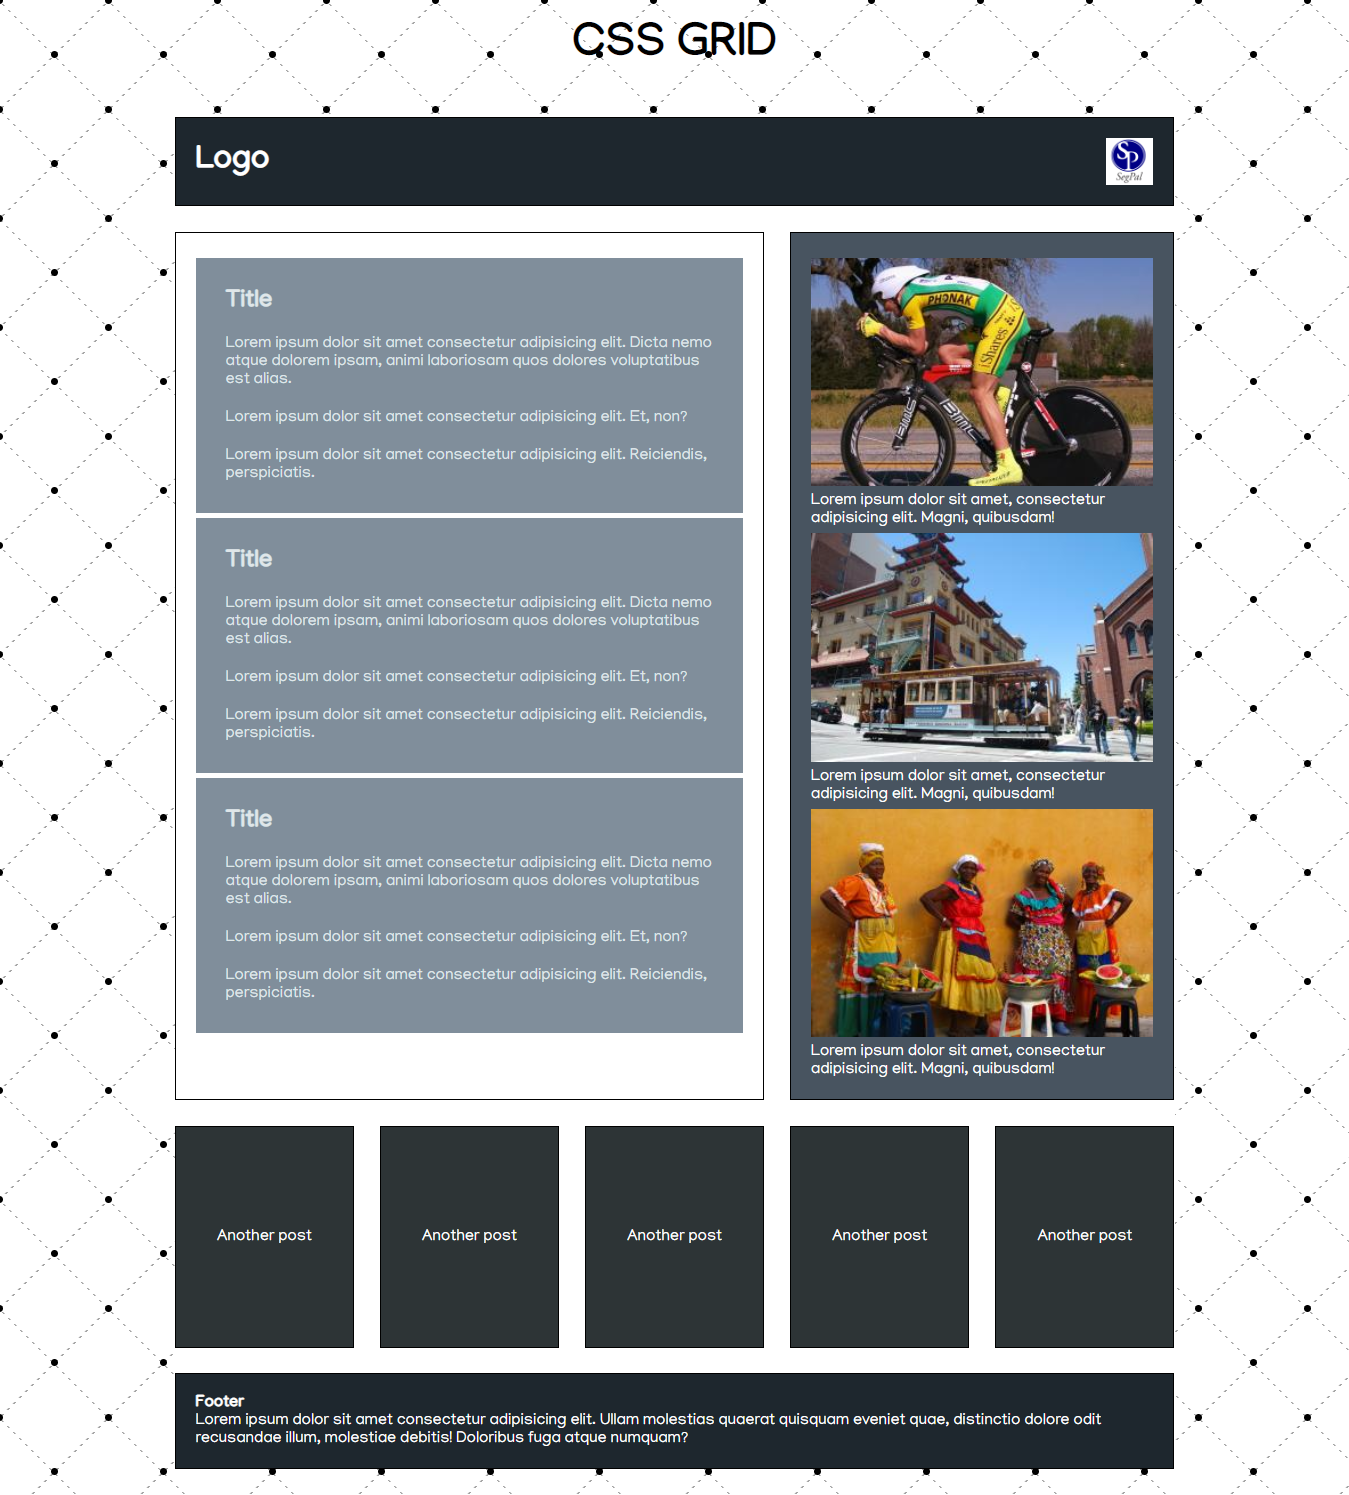 CSS GRID
Logo
SP
SegPal
Title
Lorem ipsum dolor sit amet consectetur adipisicing elit. Dicta nemo
atque dolorem ipsam, animi laboriosam quos dolores voluptatibus
est alias.
Lorem ipsum dolor sit amet consectetur adipisicing elit. Et, non?
Lorem ipsum dolor sit amet consectetur adipisicing elit. Reiciendis,
perspiciatis.
Title
Lorem ipsum dolor sit amet consectetur adipisicing elit. Dicta nemo
atque dolorem ipsam, animi laboriosam quos dolores voluptatibus
est alias.
Lorem ipsum dolor sit amet consectetur adipisicing elit. Et, non?
Lorem ipsum dolor sit amet consectetur adipisicing elit. Reiciendis,
perspiciatis.
Title
Lorem ipsum dolor sit amet consectetur adipisicing elit. Dicta nemo
atque dolorem ipsam, animi laboriosam quos dolores voluptatibus
est alias.
Lorem ipsum dolor sit amet consectetur adipisicing elit. Et, non?
Lorem ipsum dolor sit amet consectetur adipisicing elit. Reiciendis,
perspiciatis.
PHONAK
iShares
BMC
Lorem ipsum dolor sit amet, consectetur
adipisicing elit. Magni, quibusdam!
Lorem ipsum dolor sit amet, consectetur
adipisicing elit. Magni, quibusdam!
Lorem ipsum dolor sit amet, consectetur
adipisicing elit. Magni, quibusdam!
Another post
Another post
Another post
Another post
Another post
Footer
Lorem ipsum dolor sit amet consectetur adipisicing elit. Ullam molestias quaerat quisquam eveniet quae, distinctio dolore odit
recusandae illum, molestiae debitis! Doloribus fuga atque numquam?